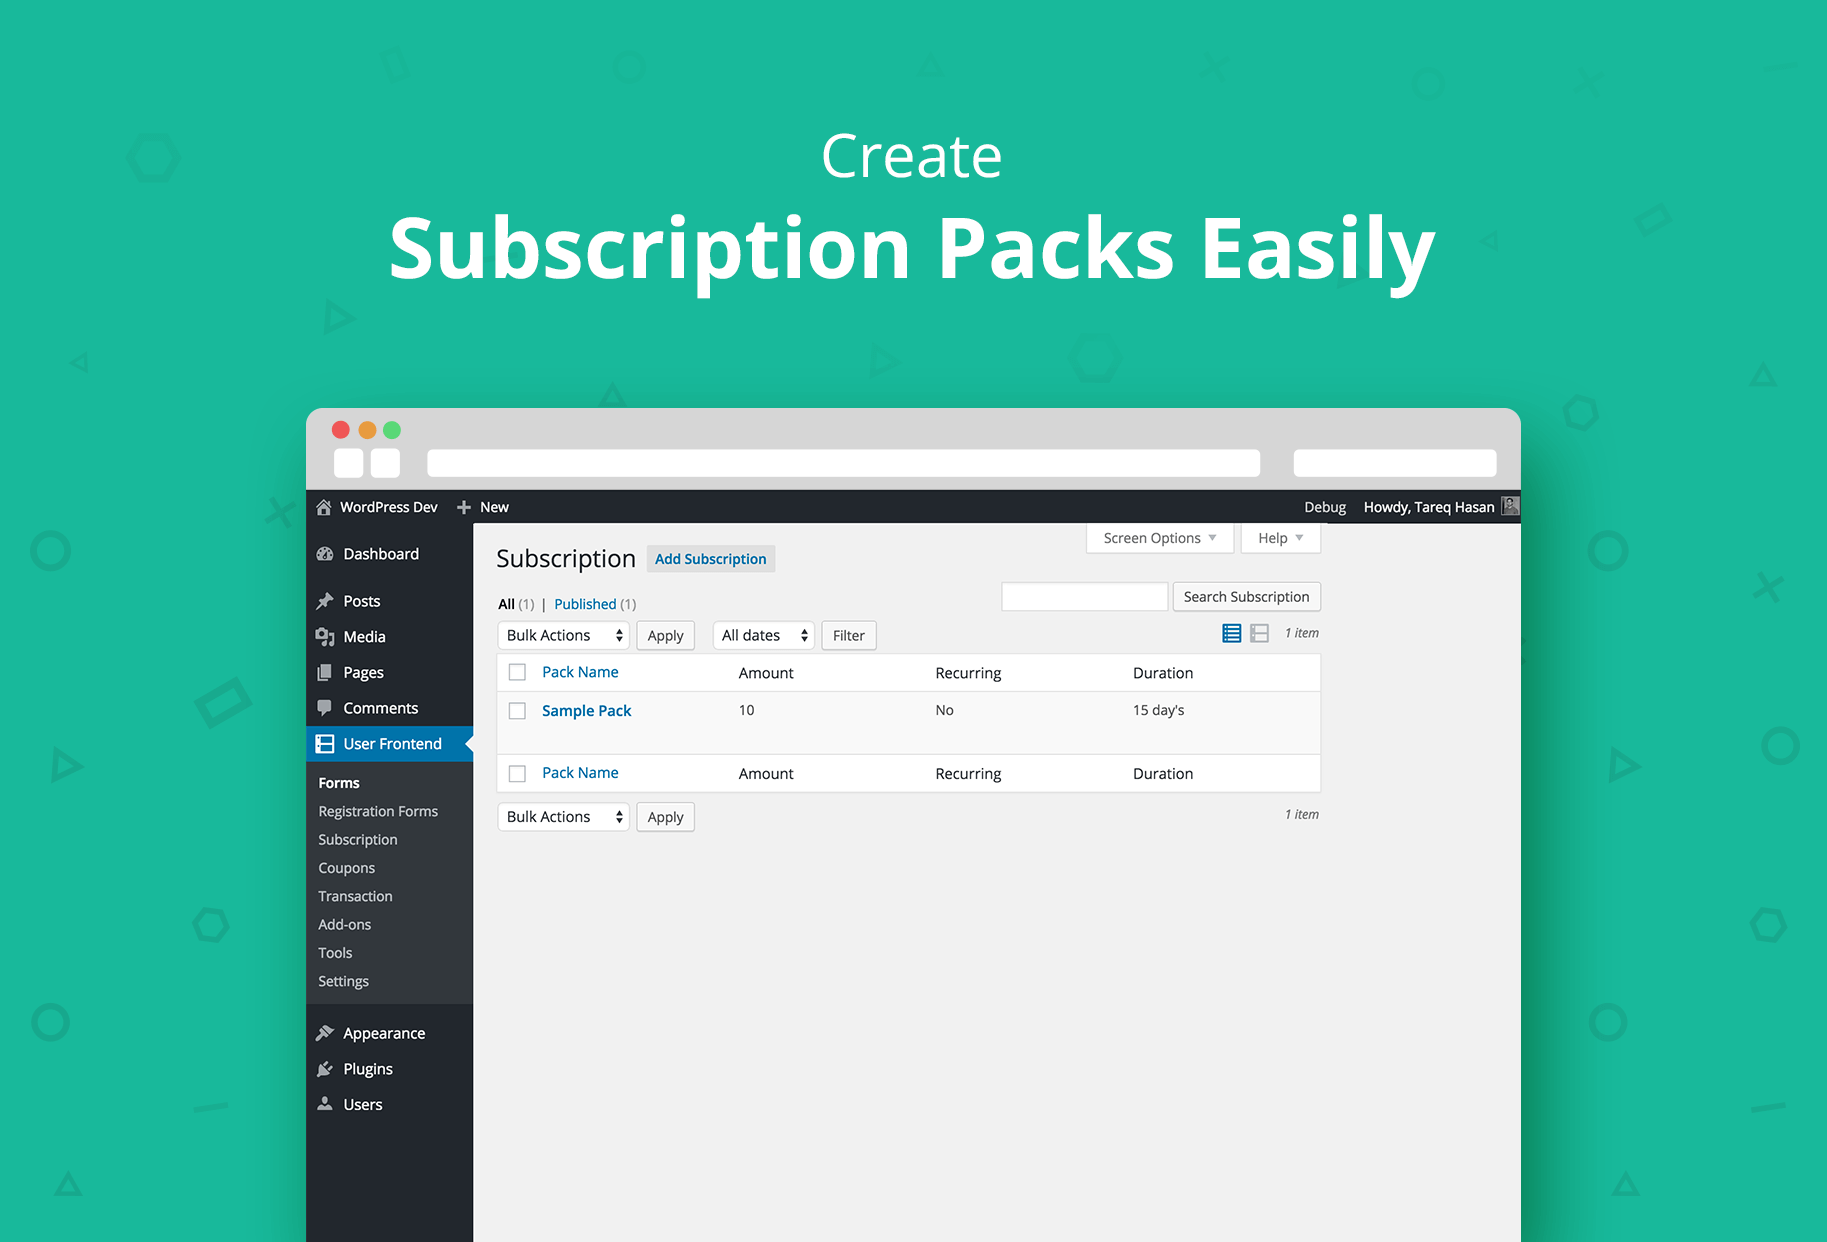 Create
Subscription Packs Easily
WordPress Dev New Debug Howdy, Tareq Hasan
Dashboard
Posts
Media
Pages
Comments
User Frontend
Forms
Registration Forms
Subscription
Coupons
Transaction
Add-ons
Tools
Settings
Appearance
Plugins
Users
Screen Options Help
Subscription Add Subscription
Search Subscription
All (1) | Published (1)
Bulk Actions Apply All dates Filter 1 item
Pack Name Amount Recurring Duration
Sample Pack 10 No 15 day's
Pack Name Amount Recurring Duration
Bulk Actions Apply 1 item